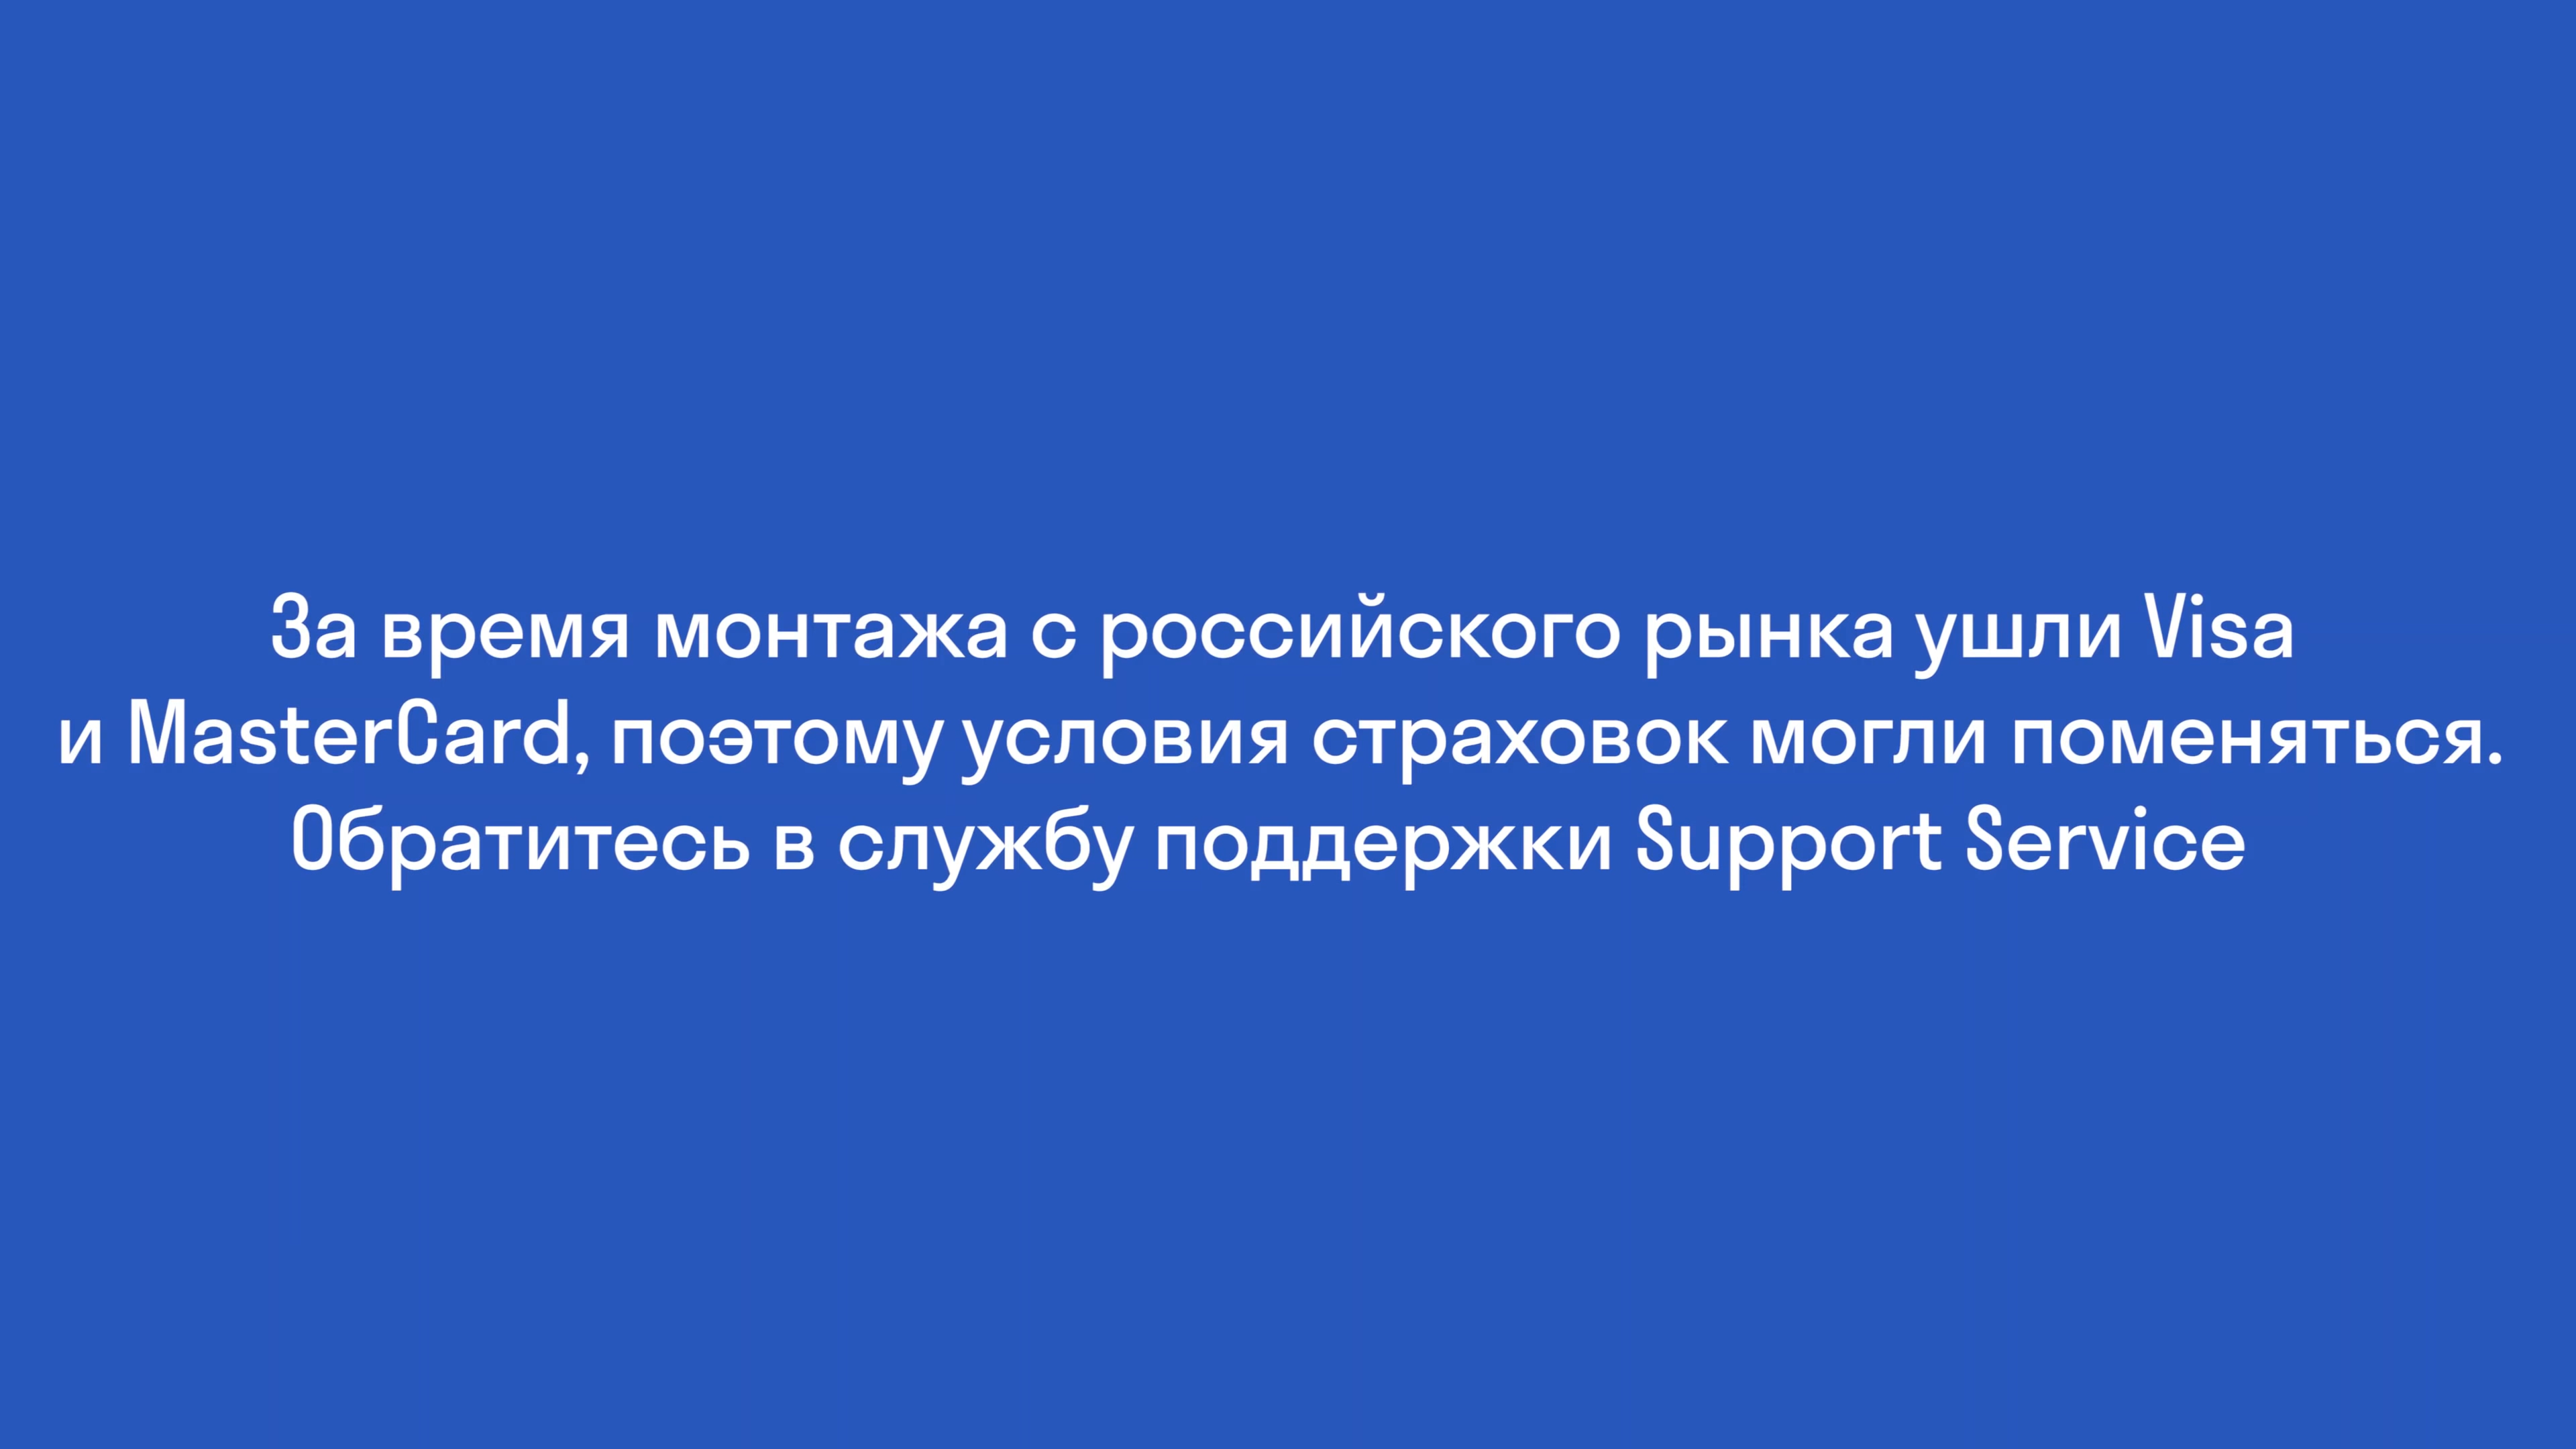 За время монтажа с российского рынка ушли Visa
и MasterCard, поэтому условия страховок могли поменяться.
Обратитесь в службу поддержки Support Service